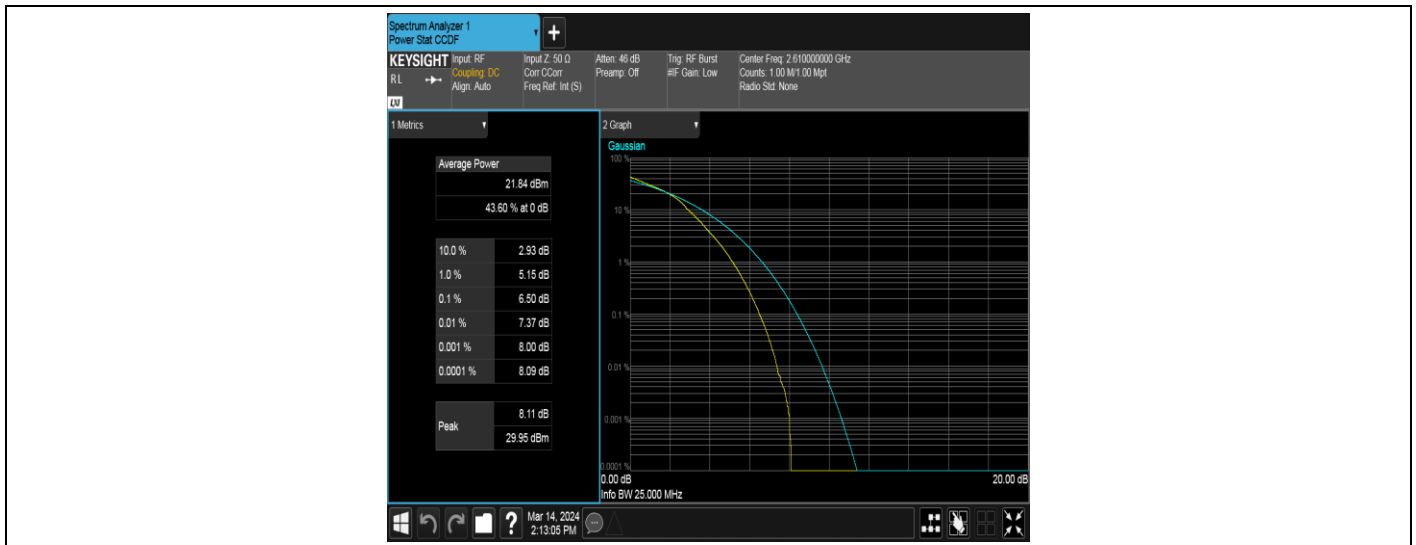 Spectrum Analyzer 1
Power Stat CCDF
+
KEYSIGHT
RL
LXI
Input: RF
Coupling: DC
Align: Auto
Input Z: 50 Ω
Corr CCorr
Freq Ref: Int (S)
Atten: 46 dB
Preamp: Off
Trig: RF Burst
#IF Gain: Low
Center Freq: 2.610000000 GHz
Counts: 1.00 M/1.00 Mpt
Radio Std: None
1 Metrics
Average Power
21.84 dBm
43.60 % at 0 dB
10.0 % 2.93 dB
1.0 % 5.15 dB
0.1 % 6.50 dB
0.01 % 7.37 dB
0.001 % 8.00 dB
0.0001 % 8.09 dB
Peak
8.11 dB
29.95 dBm
2 Graph
Gaussian
100 %
10 %
1 %
0.1 %
0.01 %
0.001 %
0.0001 %
0.00 dB 20.00 dB
Info BW 25.000 MHz
?
Mar 14, 2024
2:13:05 PM